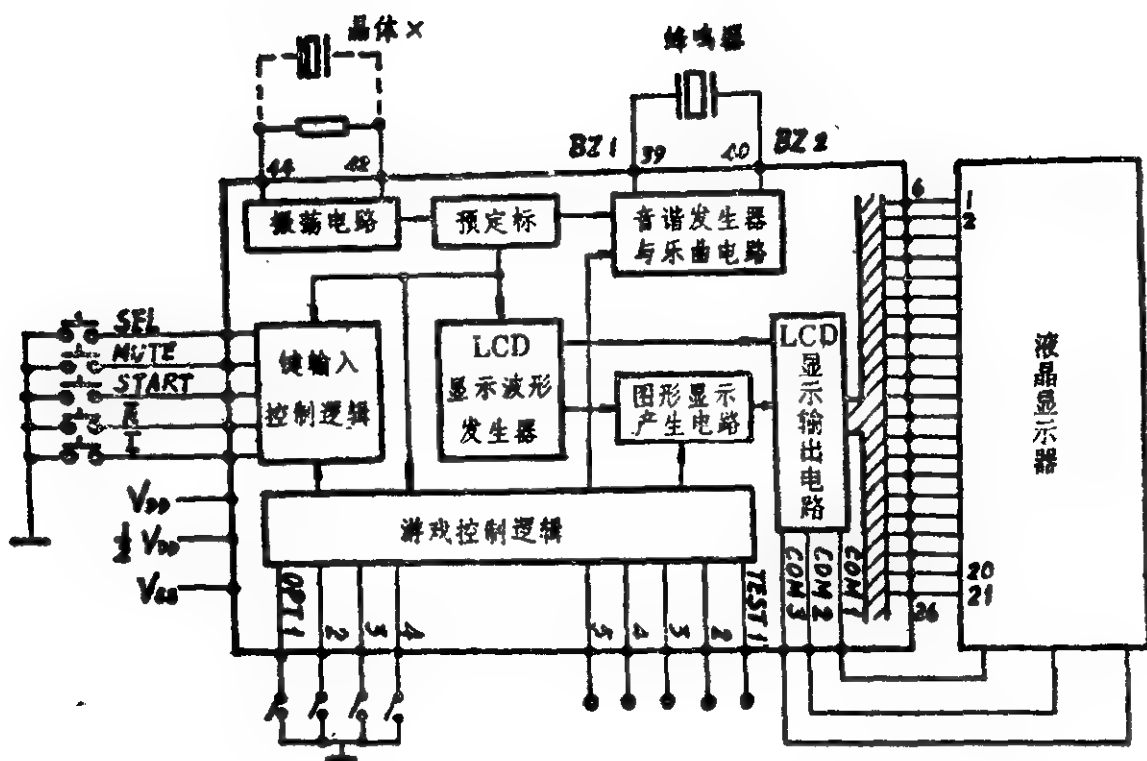 晶体×
蜂鸣器
BZ1
39
40
BZ2
44
42
6
1
2
振荡电路
预定标
音谐发生器
与乐曲电路
SEL
MUTE
START
R
L
键输入
控制逻辑
LCD
显示波形
发生器
图形显示
产生电路
LCD
显示输出电路
液晶显示器
VDD
½VDD
游戏控制逻辑
20
21
26
OPT1
2
3
4
5
4
3
2
TEST1
COM3
COM2
COM1